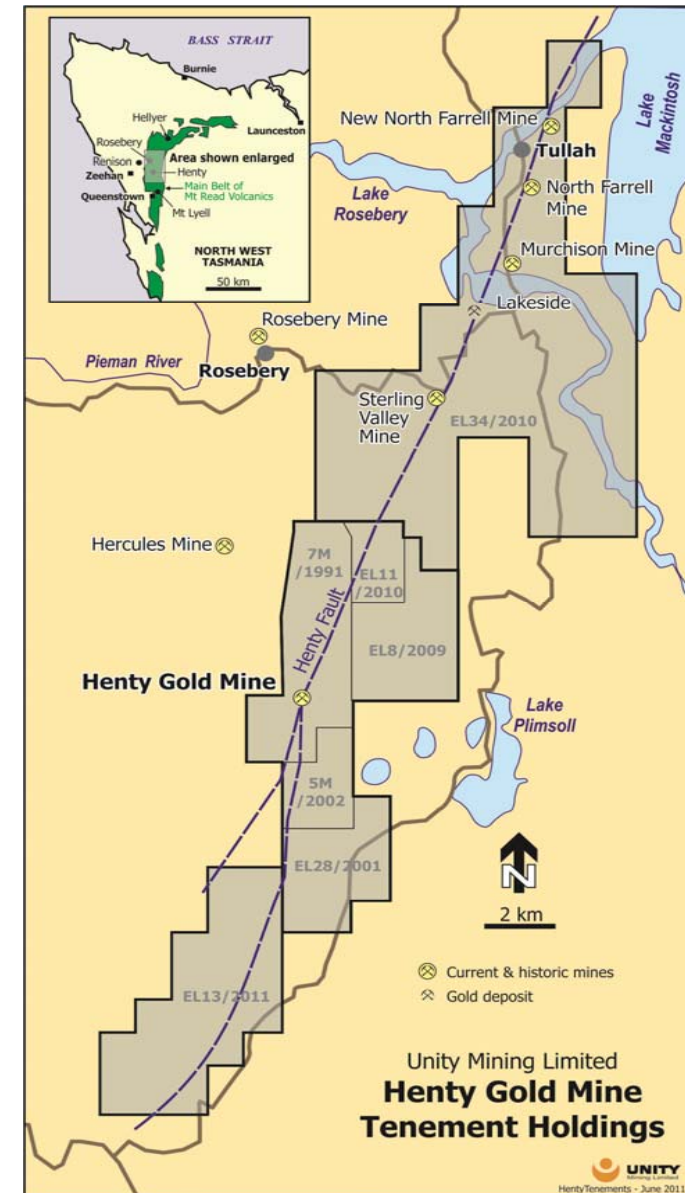 BASS STRAIT
Burnie
Hellyer
Launceston
Rosebery
Area shown enlarged
Renison
Henty
Zeehan
Main Belt of
Mt Read Volcanics
Queenstown
Mt Lyell
NORTH WEST
TASMANIA
50 km
New North Farrell Mine
Tullah
Lake
Mackintosh
Lake
Rosebery
North Farrell
Mine
Murchison Mine
Lakeside
Rosebery Mine
Pieman River
Rosebery
Sterling
Valley
Mine
EL34/2010
Hercules Mine
7M
/1991
EL11
/2010
Henty Fault
EL8/2009
Henty Gold Mine
Lake
Plimsoll
5M
/2002
EL28/2001
N
2 km
EL13/2011
Current & historic mines
Gold deposit
Unity Mining Limited
Henty Gold Mine
Tenement Holdings
UNITY
Mining Limited
HentyTenements - June 2011